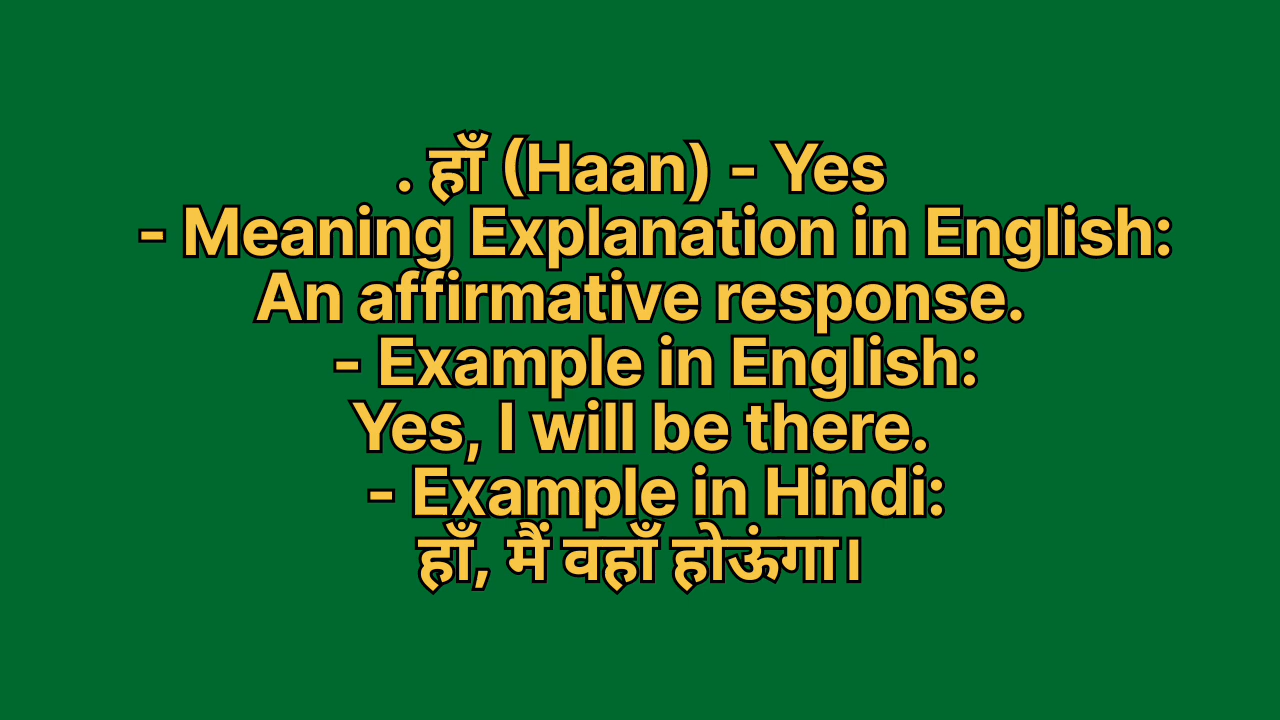 . हाँ (Haan) - Yes
- Meaning Explanation in English:
An affirmative response.
- Example in English:
Yes, I will be there.
- Example in Hindi:
हाँ, मैं वहाँ होऊंगा।